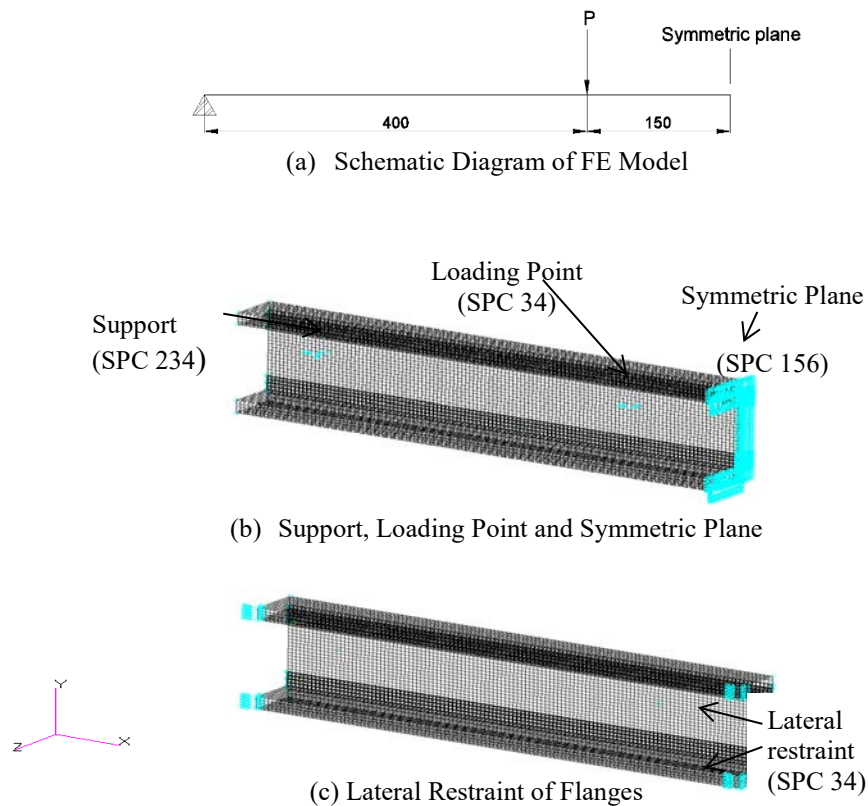 P
Symmetric plane
400
150
(a) Schematic Diagram of FE Model
Loading Point
(SPC 34)
Symmetric Plane
(SPC 156)
Support
(SPC 234)
(b) Support, Loading Point and Symmetric Plane
Y
Z
X
Lateral
restraint
(SPC 34)
(c) Lateral Restraint of Flanges